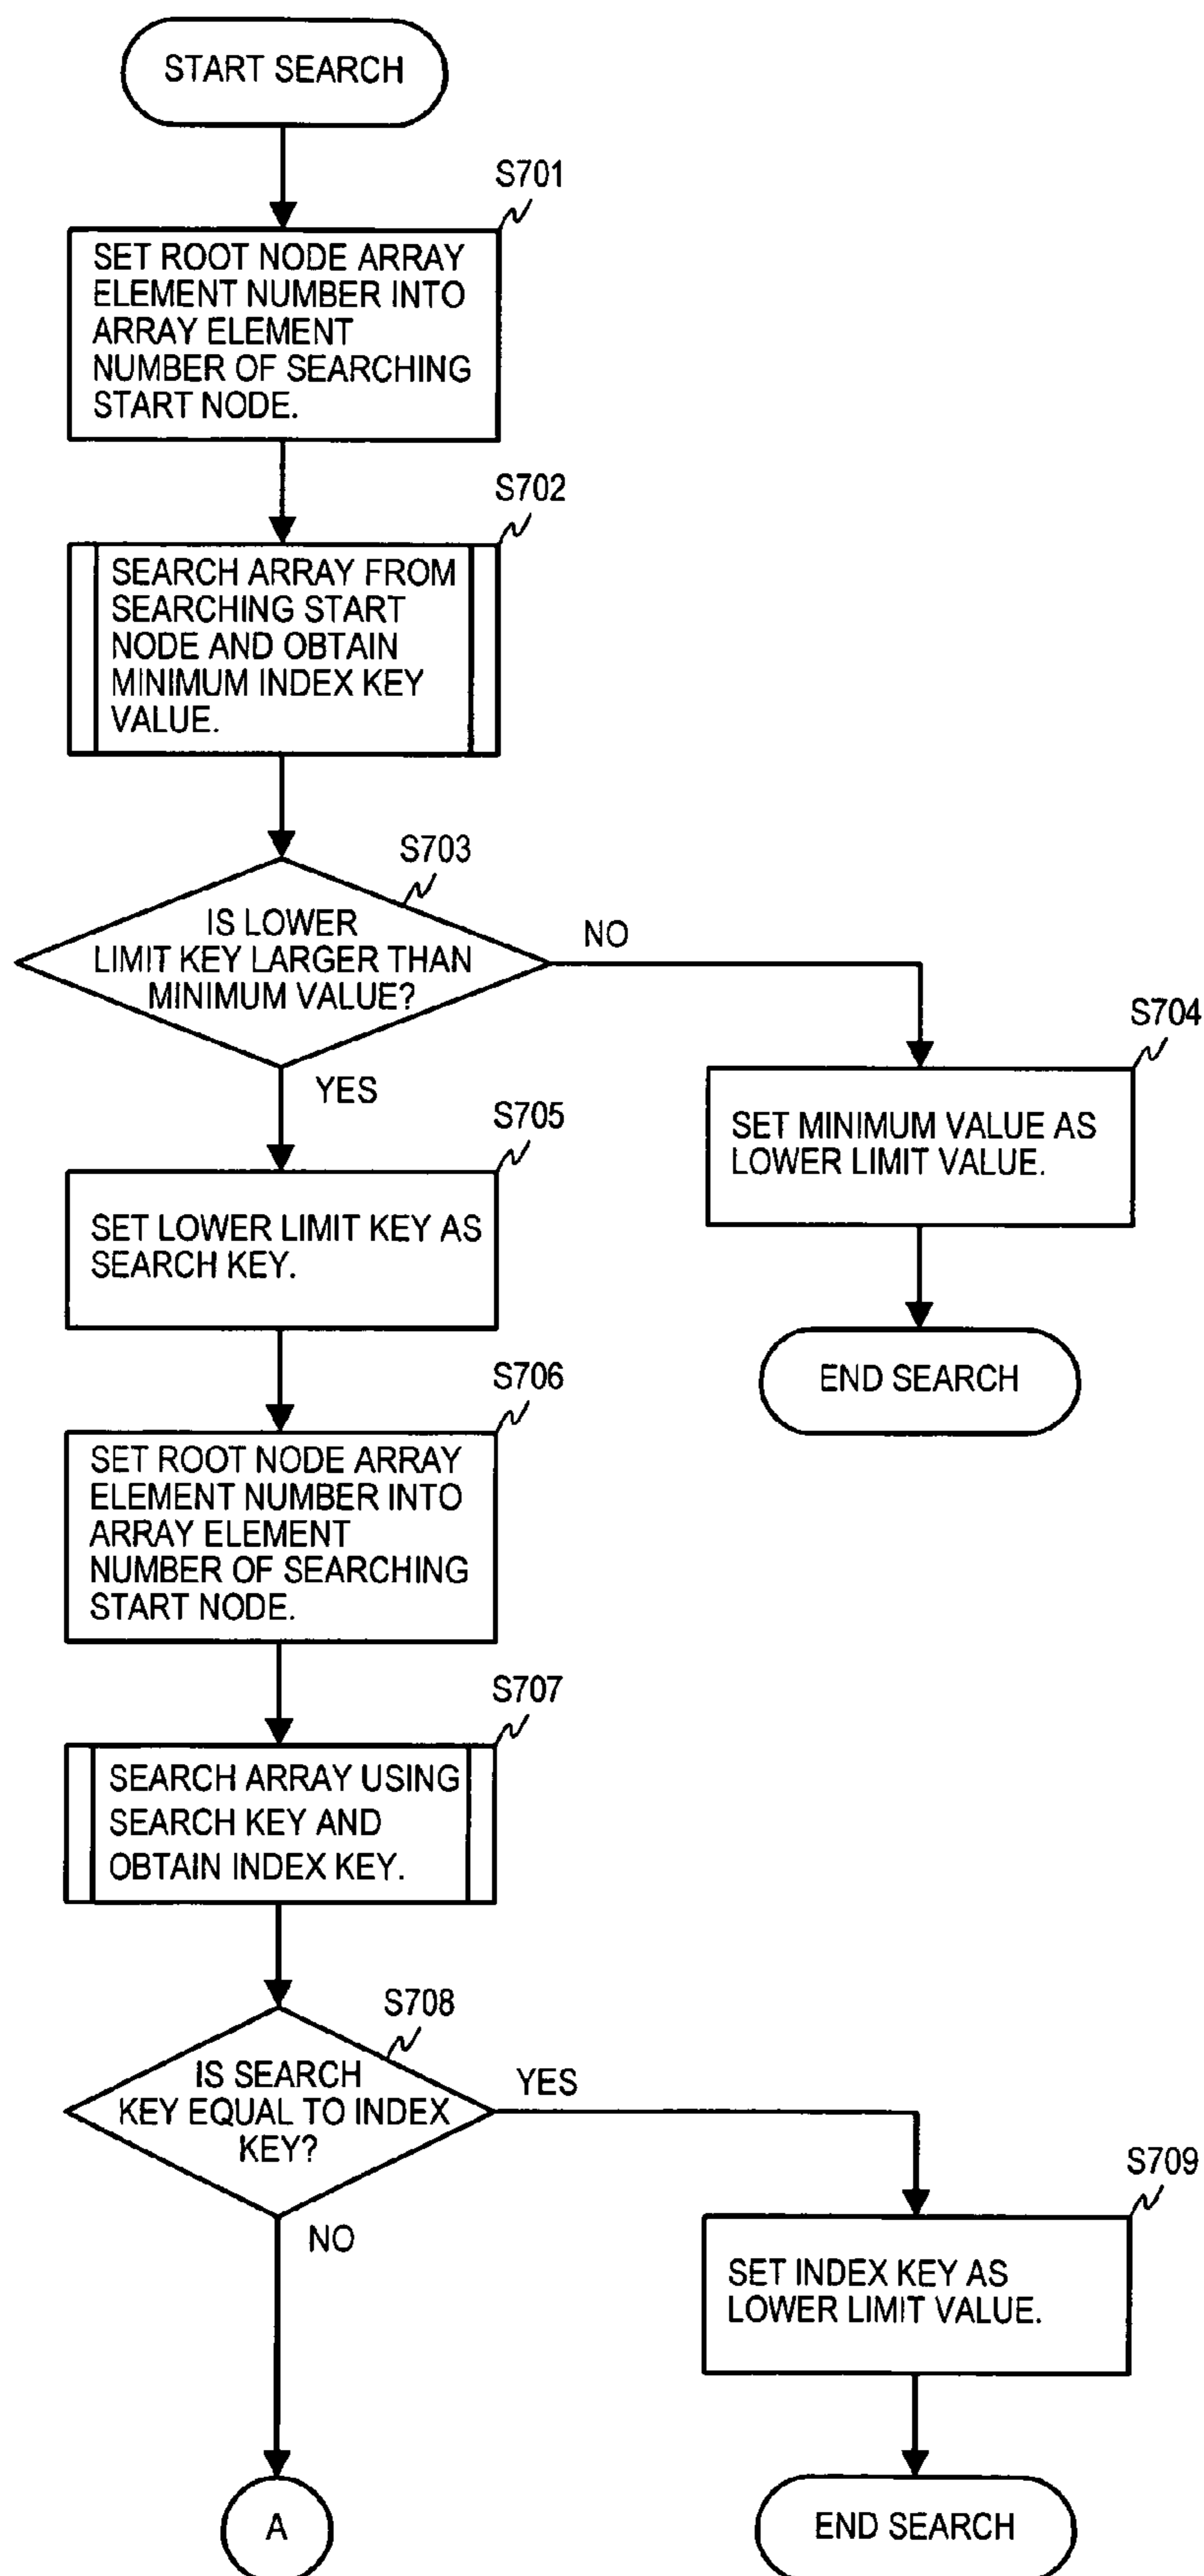 START SEARCH
S701
SET ROOT NODE ARRAY
ELEMENT NUMBER INTO
ARRAY ELEMENT
NUMBER OF SEARCHING
START NODE.
S702
SEARCH ARRAY FROM
SEARCHING START
NODE AND OBTAIN
MINIMUM INDEX KEY
VALUE.
S703
IS LOWER
LIMIT KEY LARGER THAN
MINIMUM VALUE?
NO
YES
S704
SET MINIMUM VALUE AS
LOWER LIMIT VALUE.
END SEARCH
S705
SET LOWER LIMIT KEY AS
SEARCH KEY.
S706
SET ROOT NODE ARRAY
ELEMENT NUMBER INTO
ARRAY ELEMENT
NUMBER OF SEARCHING
START NODE.
S707
SEARCH ARRAY USING
SEARCH KEY AND
OBTAIN INDEX KEY.
S708
IS SEARCH
KEY EQUAL TO INDEX
KEY?
YES
NO
S709
SET INDEX KEY AS
LOWER LIMIT VALUE.
END SEARCH
A